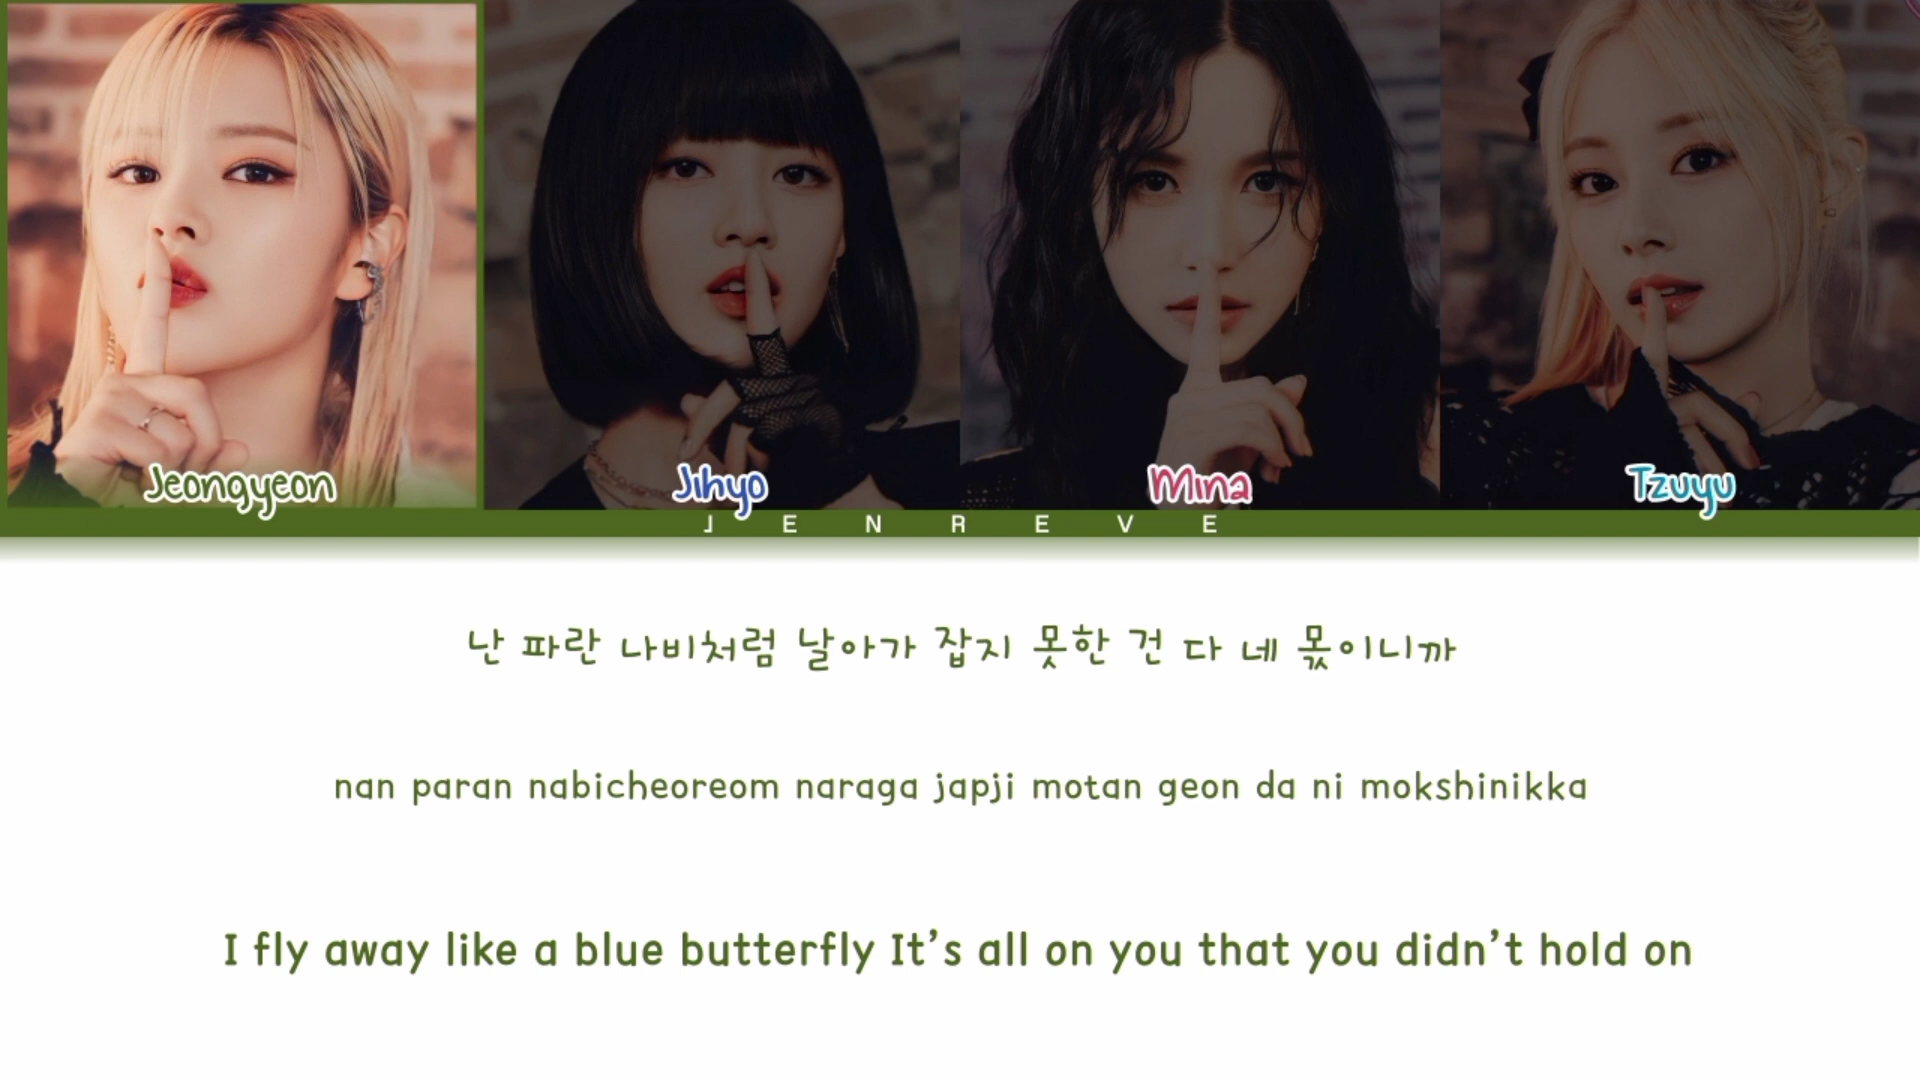 Jeongyeon
Jihyo
Mina
Tzuyu
JENREVE
난 파란 나비처럼 날아가 잡지 못한 건 다 네 몫이니까
nan paran nabicheoreom naraga japji motan geon da ni mokshinikka
I fly away like a blue butterfly It's all on you that you didn't hold on